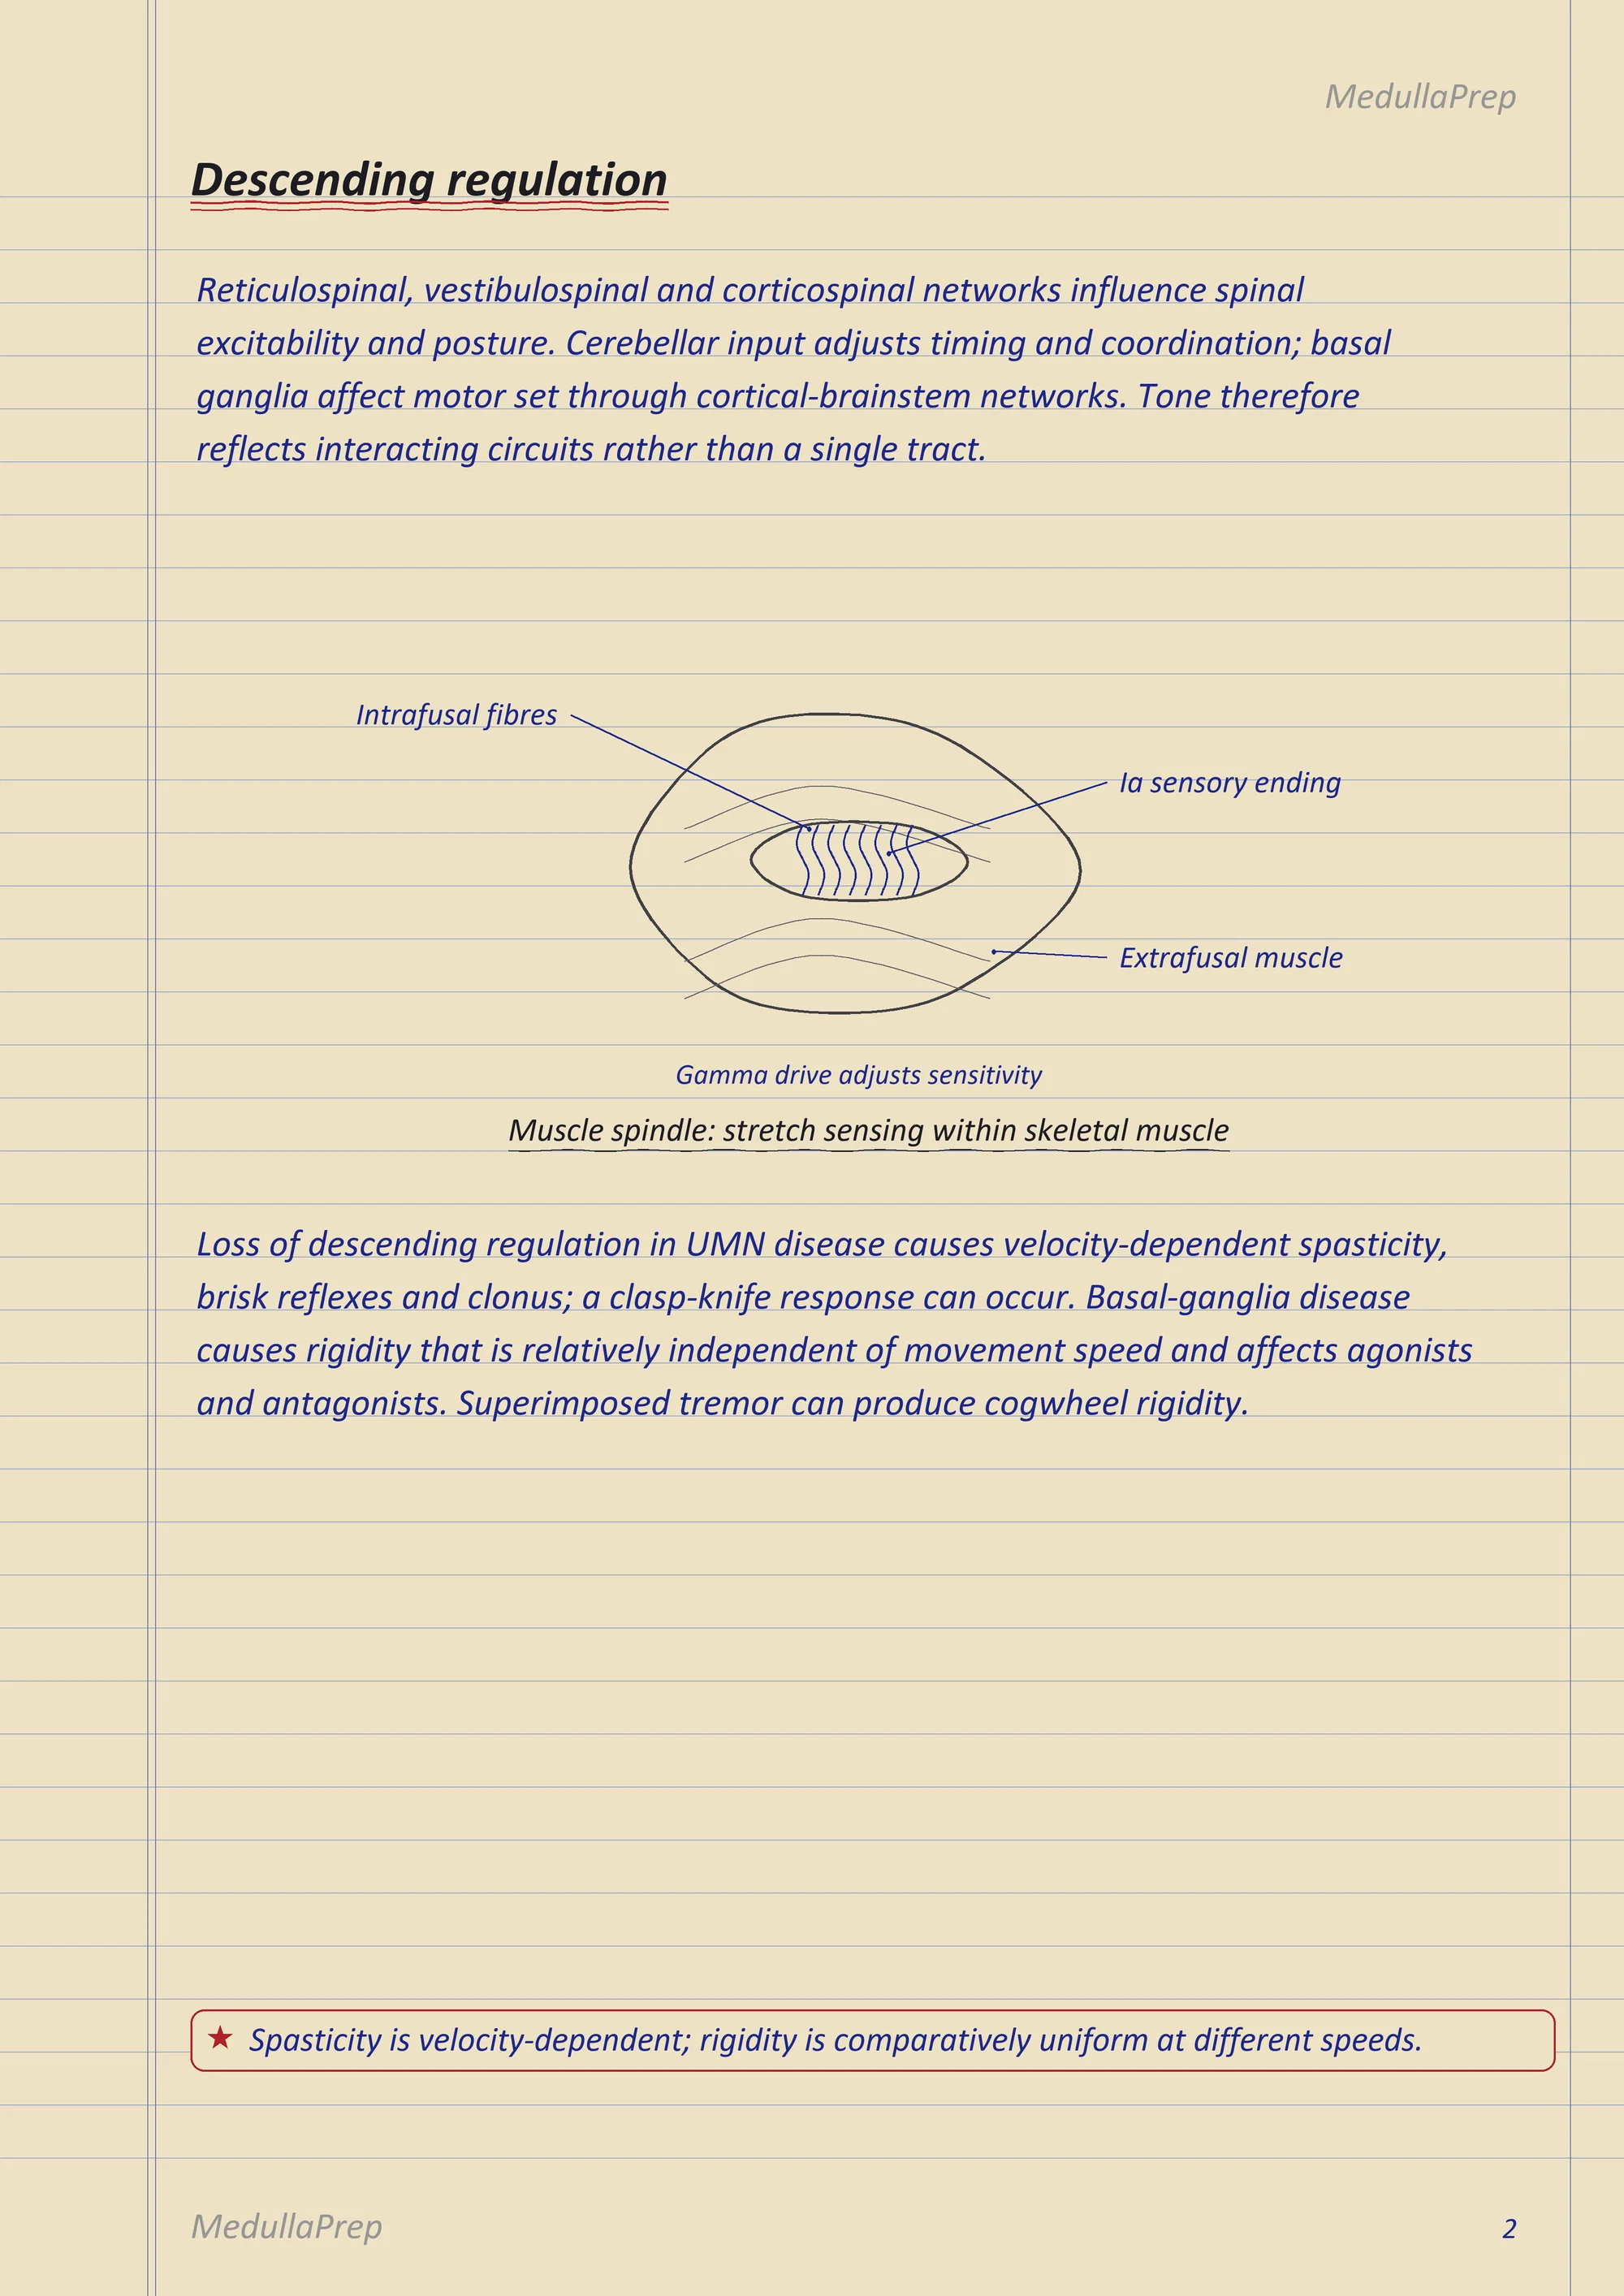 MedullaPrep
Descending regulation
Reticulospinal, vestibulospinal and corticospinal networks influence spinal
excitability and posture. Cerebellar input adjusts timing and coordination; basal
ganglia affect motor set through cortical-brainstem networks. Tone therefore
reflects interacting circuits rather than a single tract.
Intrafusal fibres
Ia sensory ending
Extrafusal muscle
Gamma drive adjusts sensitivity
Muscle spindle: stretch sensing within skeletal muscle
Loss of descending regulation in UMN disease causes velocity-dependent spasticity,
brisk reflexes and clonus; a clasp-knife response can occur. Basal-ganglia disease
causes rigidity that is relatively independent of movement speed and affects agonists
and antagonists. Superimposed tremor can produce cogwheel rigidity.
★ Spasticity is velocity-dependent; rigidity is comparatively uniform at different speeds.
MedullaPrep
2